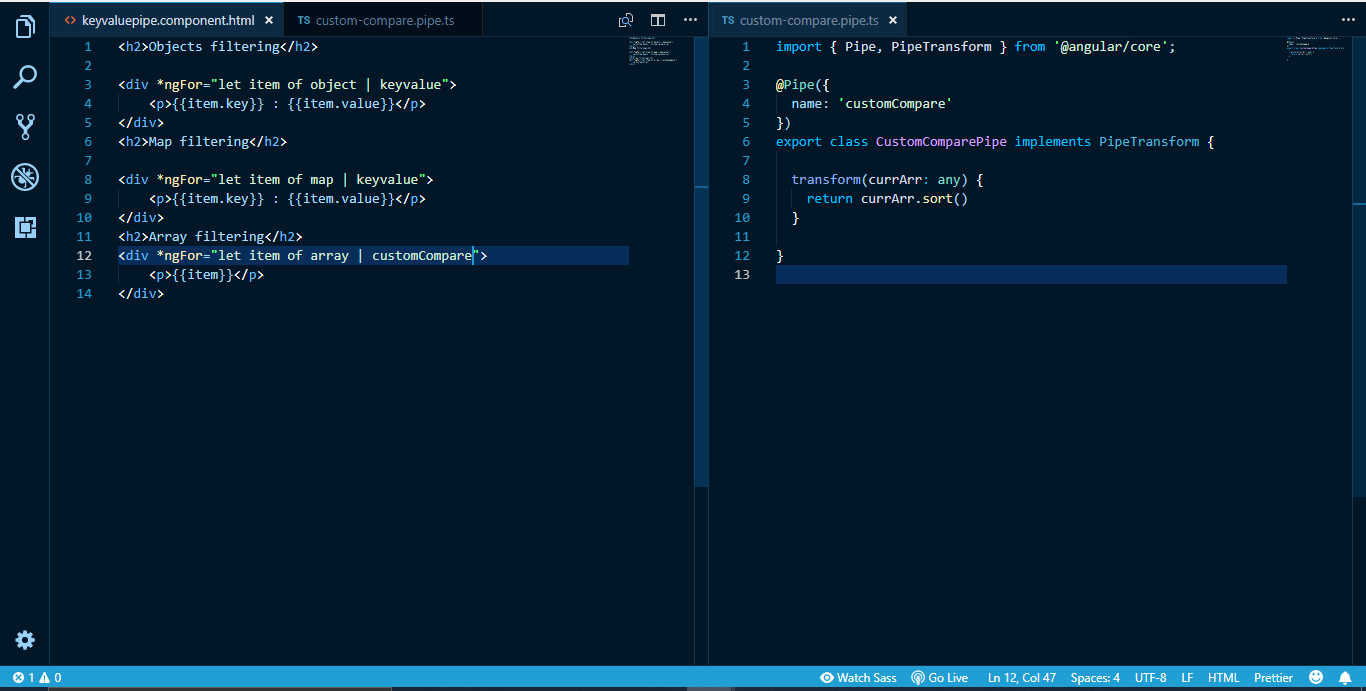 keyvaluepipe.component.html ×
TS custom-compare.pipe.ts
1 <h2>Objects filtering</h2>
2
3 <div *ngFor="let item of object | keyvalue">
4 <p>{{item.key}} : {{item.value}}</p>
5 </div>
6 <h2>Map filtering</h2>
7
8 <div *ngFor="let item of map | keyvalue">
9 <p>{{item.key}} : {{item.value}}</p>
10 </div>
11 <h2>Array filtering</h2>
12 <div *ngFor="let item of array | customCompare">
13 <p>{{item}}</p>
14 </div>
TS custom-compare.pipe.ts ×
1 import { Pipe, PipeTransform } from '@angular/core';
2
3 @Pipe({
4 name: 'customCompare'
5 })
6 export class CustomComparePipe implements PipeTransform {
7
8 transform(currArr: any) {
9 return currArr.sort()
10 }
11
12 }
13
1 0
Watch Sass
Go Live
Ln 12, Col 47
Spaces: 4
UTF-8
LF
HTML
Prettier